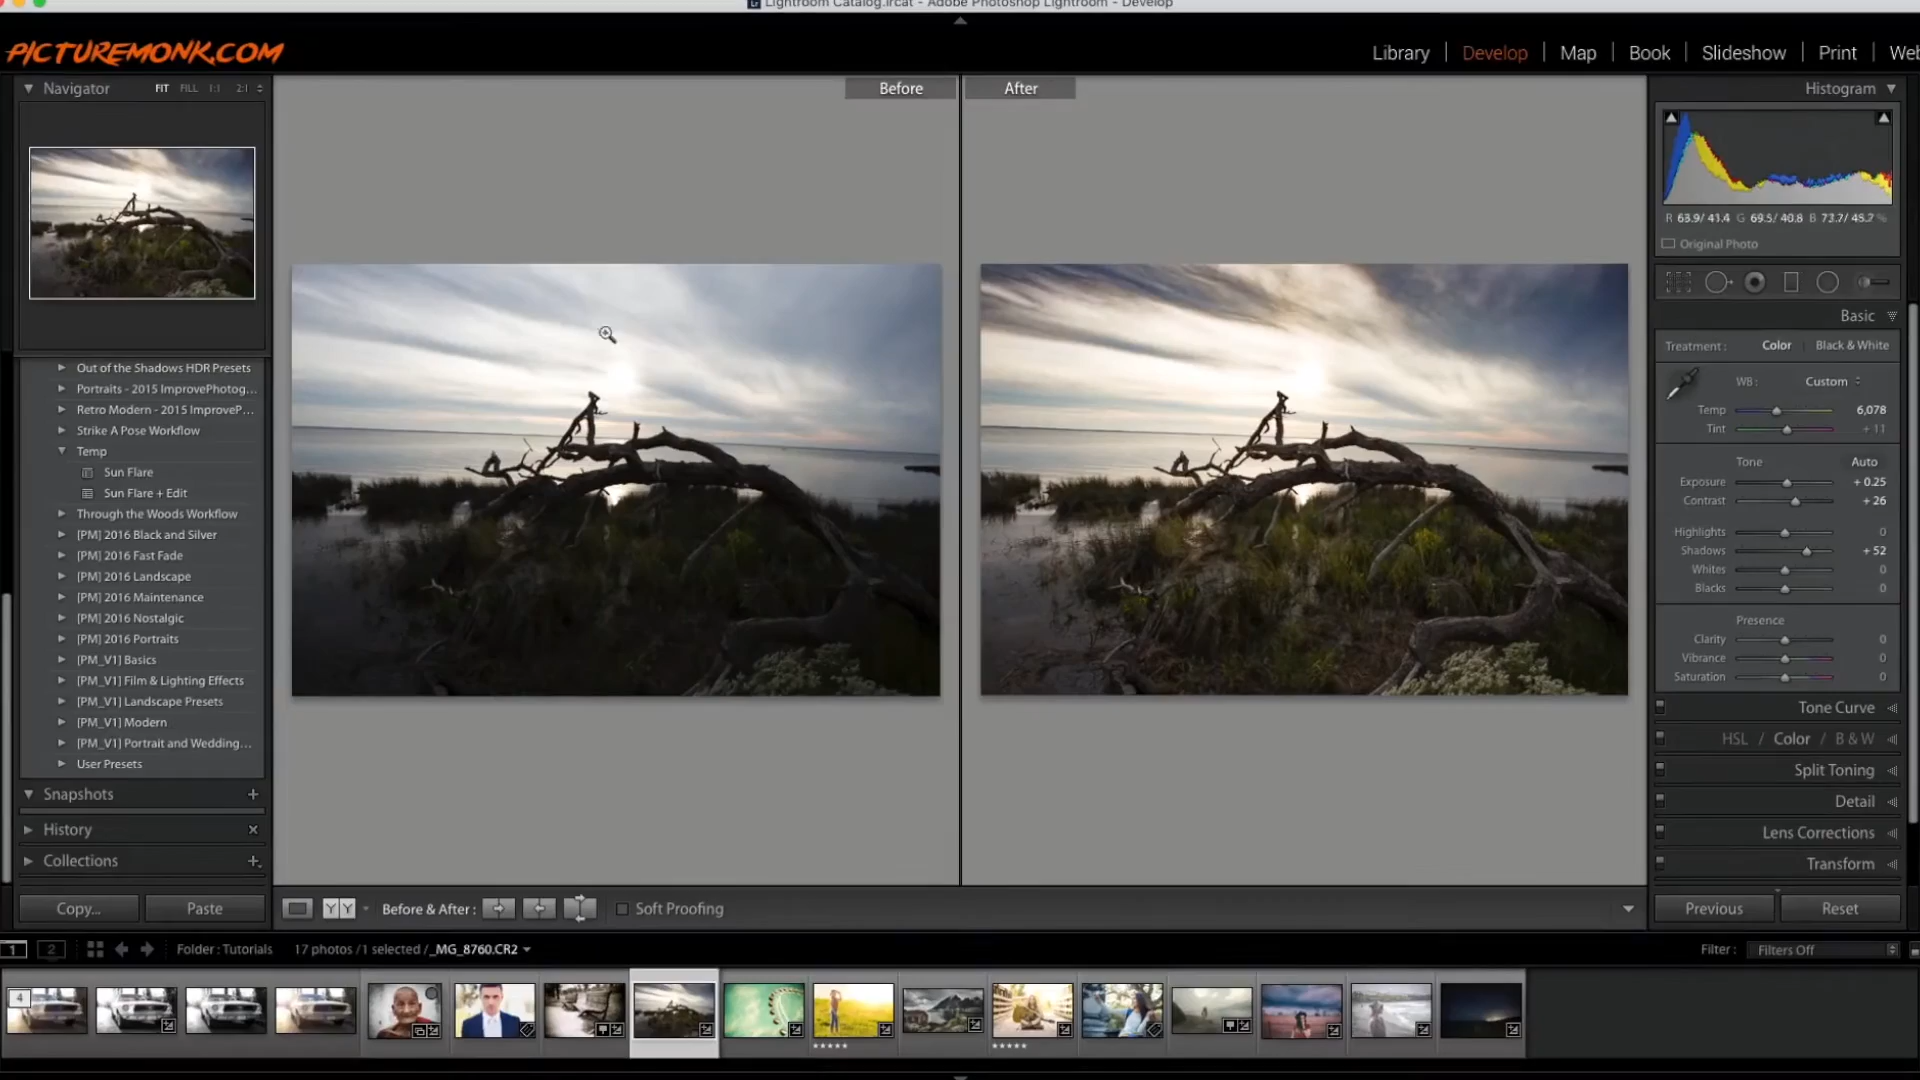 Lightroom Catalog.lrcat - Adobe Photoshop Lightroom - Develop
PICTUREMONK.COM
Library Develop Map Book Slideshow Print Web
Navigator FIT FILL 1:1 2:1
Before
After
Histogram
R 63.9/ 41.4 G 69.5/ 40.8 B 73.7/ 45.7 %
Original Photo
Basic
Treatment : Color Black & White
WB : Custom
Temp 6,078
Tint + 11
Tone Auto
Exposure + 0.25
Contrast + 26
Highlights 0
Shadows + 52
Whites 0
Blacks 0
Presence
Clarity 0
Vibrance 0
Saturation 0
Tone Curve
HSL / Color / B & W
Split Toning
Detail
Lens Corrections
Transform
Previous Reset
Out of the Shadows HDR Presets
Portraits - 2015 ImprovePhotog...
Retro Modern - 2015 ImproveP...
Strike A Pose Workflow
Temp
Sun Flare
Sun Flare + Edit
Through the Woods Workflow
[PM] 2016 Black and Silver
[PM] 2016 Fast Fade
[PM] 2016 Landscape
[PM] 2016 Maintenance
[PM] 2016 Nostalgic
[PM] 2016 Portraits
[PM_V1] Basics
[PM_V1] Film & Lighting Effects
[PM_V1] Landscape Presets
[PM_V1] Modern
[PM_V1] Portrait and Wedding...
User Presets
Snapshots
History
Collections
Copy... Paste
YY Before & After : Soft Proofing
1 2 Folder : Tutorials 17 photos /1 selected / _MG_8760.CR2
Filter : Filters Off
4